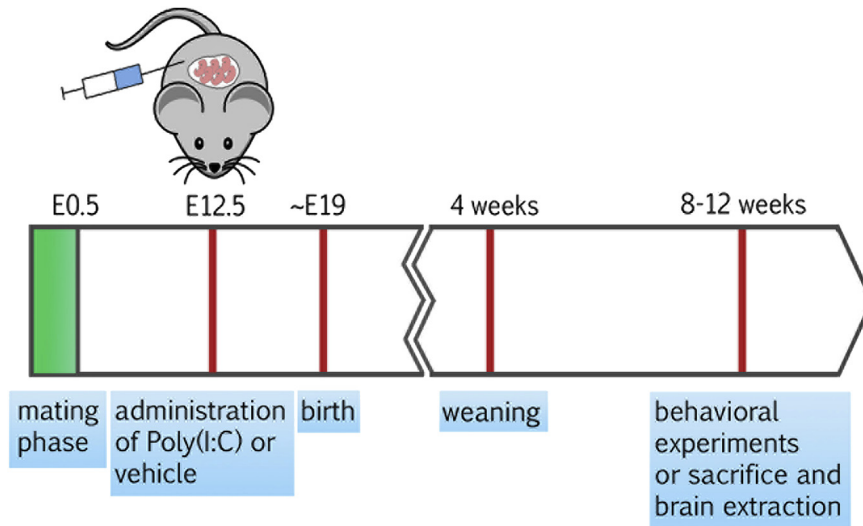 E0.5 E12.5 ~E19 4 weeks 8-12 weeks
mating
phase
administration
of Poly(I:C) or
vehicle
birth
weaning
behavioral
experiments
or sacrifice and
brain extraction